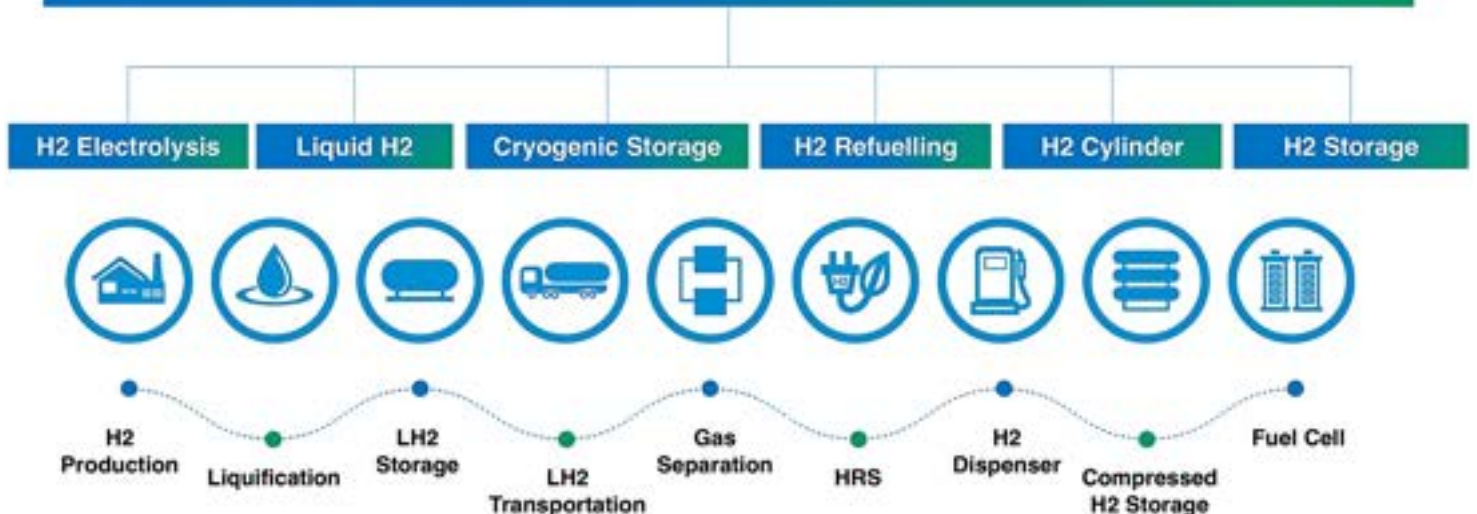 H2 Electrolysis
Liquid H2
Cryogenic Storage
H2 Refuelling
H2 Cylinder
H2 Storage
H2
Production
Liquification
LH2
Storage
LH2
Transportation
Gas
Separation
HRS
H2
Dispenser
Compressed
H2 Storage
Fuel Cell